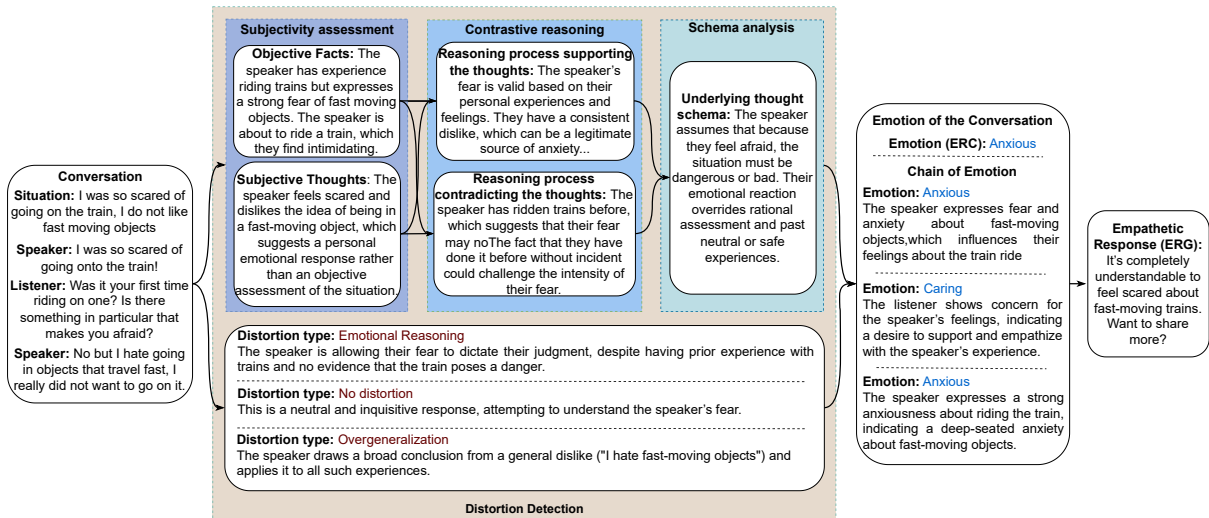 Conversation
Situation: I was so scared of
going on the train, I do not like
fast moving objects
Speaker: I was so scared of
going onto the train!
Listener: Was it your first time
riding on one? Is there
something in particular that
makes you afraid?
Speaker: No but I hate going
in objects that travel fast, I
really did not want to go on it.
Subjectivity assessment
Objective Facts: The
speaker has experience
riding trains but expresses
a strong fear of fast moving
objects. The speaker is
about to ride a train, which
they find intimidating.
Subjective Thoughts: The
speaker feels scared and
dislikes the idea of being in
a fast-moving object, which
suggests a personal
emotional response rather
than an objective
assessment of the situation.
Contrastive reasoning
Reasoning process supporting
the thoughts: The speaker's
fear is valid based on their
personal experiences and
feelings. They have a consistent
dislike, which can be a legitimate
source of anxiety...
Reasoning process
contradicting the thoughts: The
speaker has ridden trains before,
which suggests that their fear
may noThe fact that they have
done it before without incident
could challenge the intensity of
their fear.
Schema analysis
Underlying thought
schema: The speaker
assumes that because
they feel afraid, the
situation must be
dangerous or bad. Their
emotional reaction
overrides rational
assessment and past
neutral or safe
experiences.
Distortion type: Emotional Reasoning
The speaker is allowing their fear to dictate their judgment, despite having prior experience with
trains and no evidence that the train poses a danger.
Distortion type: No distortion
This is a neutral and inquisitive response, attempting to understand the speaker's fear.
Distortion type: Overgeneralization
The speaker draws a broad conclusion from a general dislike ("I hate fast-moving objects") and
applies it to all such experiences.
Distortion Detection
Emotion of the Conversation
Emotion (ERC): Anxious
Chain of Emotion
Emotion: Anxious
The speaker expresses fear and
anxiety about fast-moving
objects,which influences their
feelings about the train ride
Emotion: Caring
The listener shows concern for
the speaker's feelings, indicating
a desire to support and empathize
with the speaker's experience.
Emotion: Anxious
The speaker expresses a strong
anxiousness about riding the train,
indicating a deep-seated anxiety
about fast-moving objects.
Empathetic
Response (ERG):
It's completely
understandable to
feel scared about
fast-moving trains.
Want to share
more?